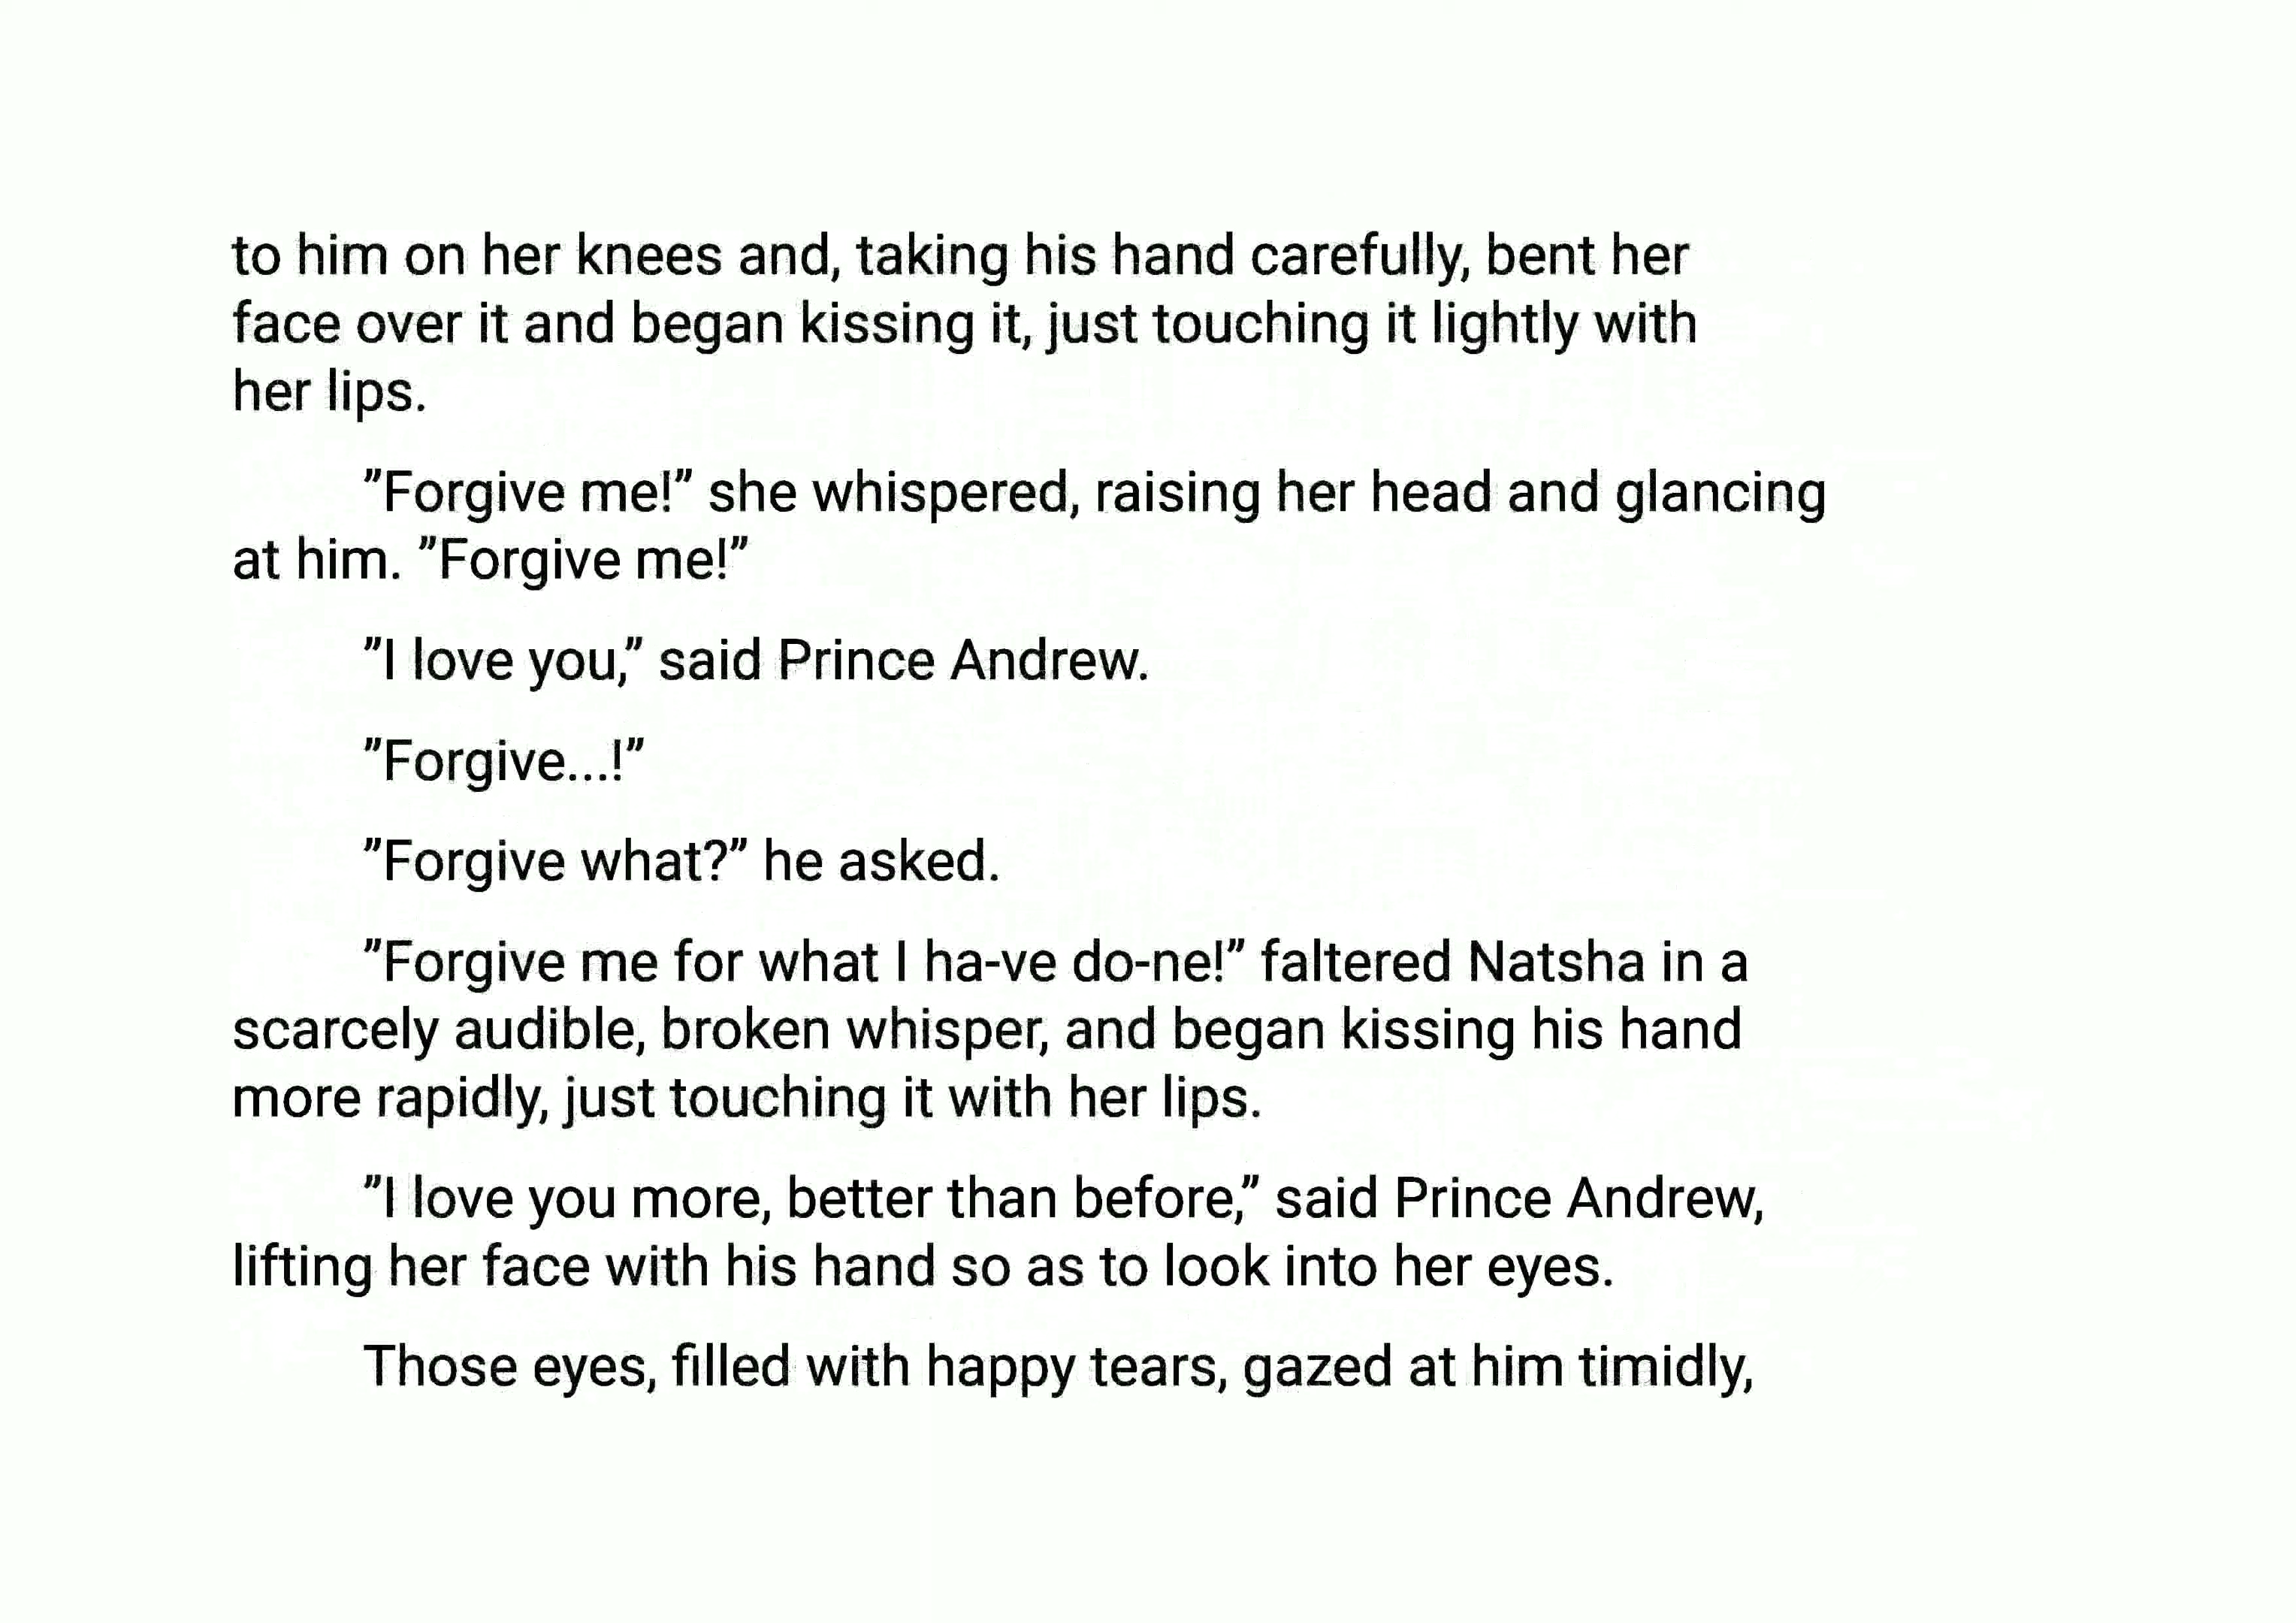 to him on her knees and, taking his hand carefully, bent her
face over it and began kissing it, just touching it lightly with
her lips.
”Forgive me!” she whispered, raising her head and glancing
at him. ”Forgive me!”
”I love you,” said Prince Andrew.
”Forgive...!”
”Forgive what?” he asked.
”Forgive me for what I ha-ve do-ne!” faltered Natsha in a
scarcely audible, broken whisper, and began kissing his hand
more rapidly, just touching it with her lips.
”I love you more, better than before,” said Prince Andrew,
lifting her face with his hand so as to look into her eyes.
Those eyes, filled with happy tears, gazed at him timidly,